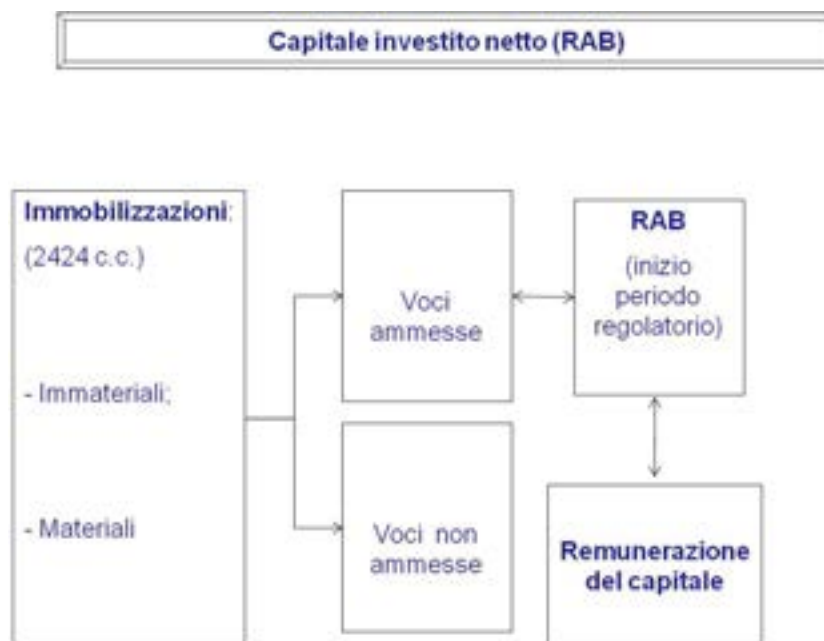 Capitale investito netto (RAB)
Immobilizzazioni:
(2424 c.c.)
- Immateriali;
- Materiali
Voci
ammesse
Voci non
ammesse
RAB
(inizio
periodo
regolatorio)
Remunerazione
del capitale